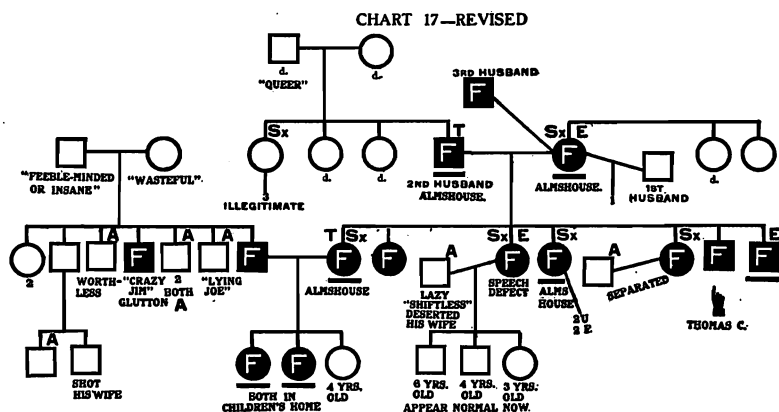 CHART 17—REVISED
d.
"QUEER"
d.
3RD HUSBAND
F
Sx
T
Sx E
d.
d.
F
F
d.
3
ILLEGITIMATE
2ND HUSBAND
ALMSHOUSE.
ALMSHOUSE.
1ST.
HUSBAND
"FEEBLE-MINDED
OR INSANE"
"WASTEFUL".
A
A
A
T Sx
Sx E
Sx
Sx
E
2
WORTH-
LESS
F
"CRAZY
JIM"
GLUTTON
2
BOTH
A
"LYING
JOE"
F
F
ALMSHOUSE
F
A
LAZY
"SHIFTLESS"
DESERTED
HIS WIFE
F
SPEECH
DEFECT
F
ALMS
HOUSE
2 U
2 P.
A
SEPARATED
F
F
THOMAS C.
F
A
SHOT
HIS WIFE
F
F
BOTH IN
CHILDREN'S HOME
4 YRS,
OLD
6 YRS.
OLD
4 YRS.
OLD
3 YRS:
OLD
APPEAR NORMAL NOW.